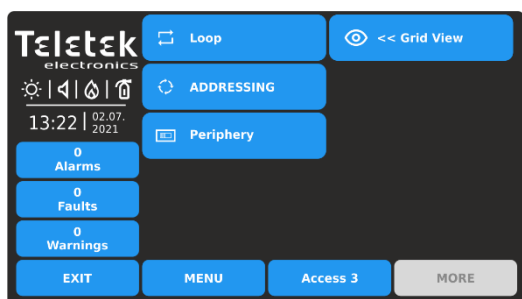 Teletek
electronics
13:22 02.07.
2021
0
Alarms
0
Faults
0
Warnings
EXIT
Loop
ADDRESSING
Periphery
<< Grid View
MENU
Access 3
MORE